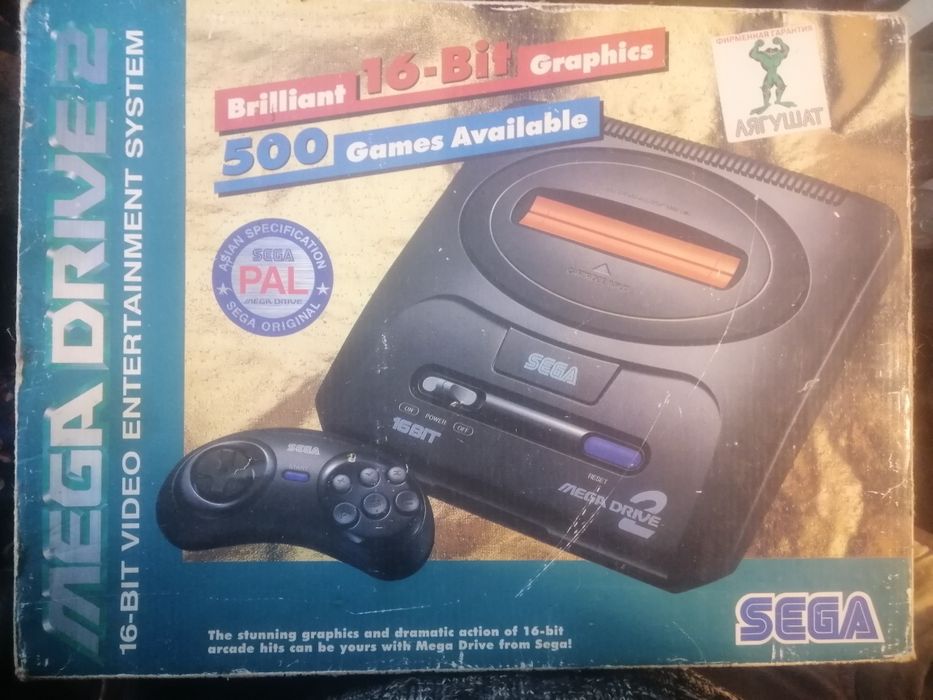 MEGA DRIVE 2
16-BIT VIDEO ENTERTAINMENT SYSTEM
Brilliant 16-Bit Graphics
500 Games Available
ФИРМЕННАЯ ГАРАНТИЯ
ЛЯГУШАТ
ASIAN SPECIFICATION
SEGA
PAL
MEGA DRIVE
SEGA ORIGINAL
SEGA
ON POWER OFF
16BIT
RESET
MEGA DRIVE 2
SEGA
START
The stunning graphics and dramatic action of 16-bit
arcade hits can be yours with Mega Drive from Sega!
SEGA